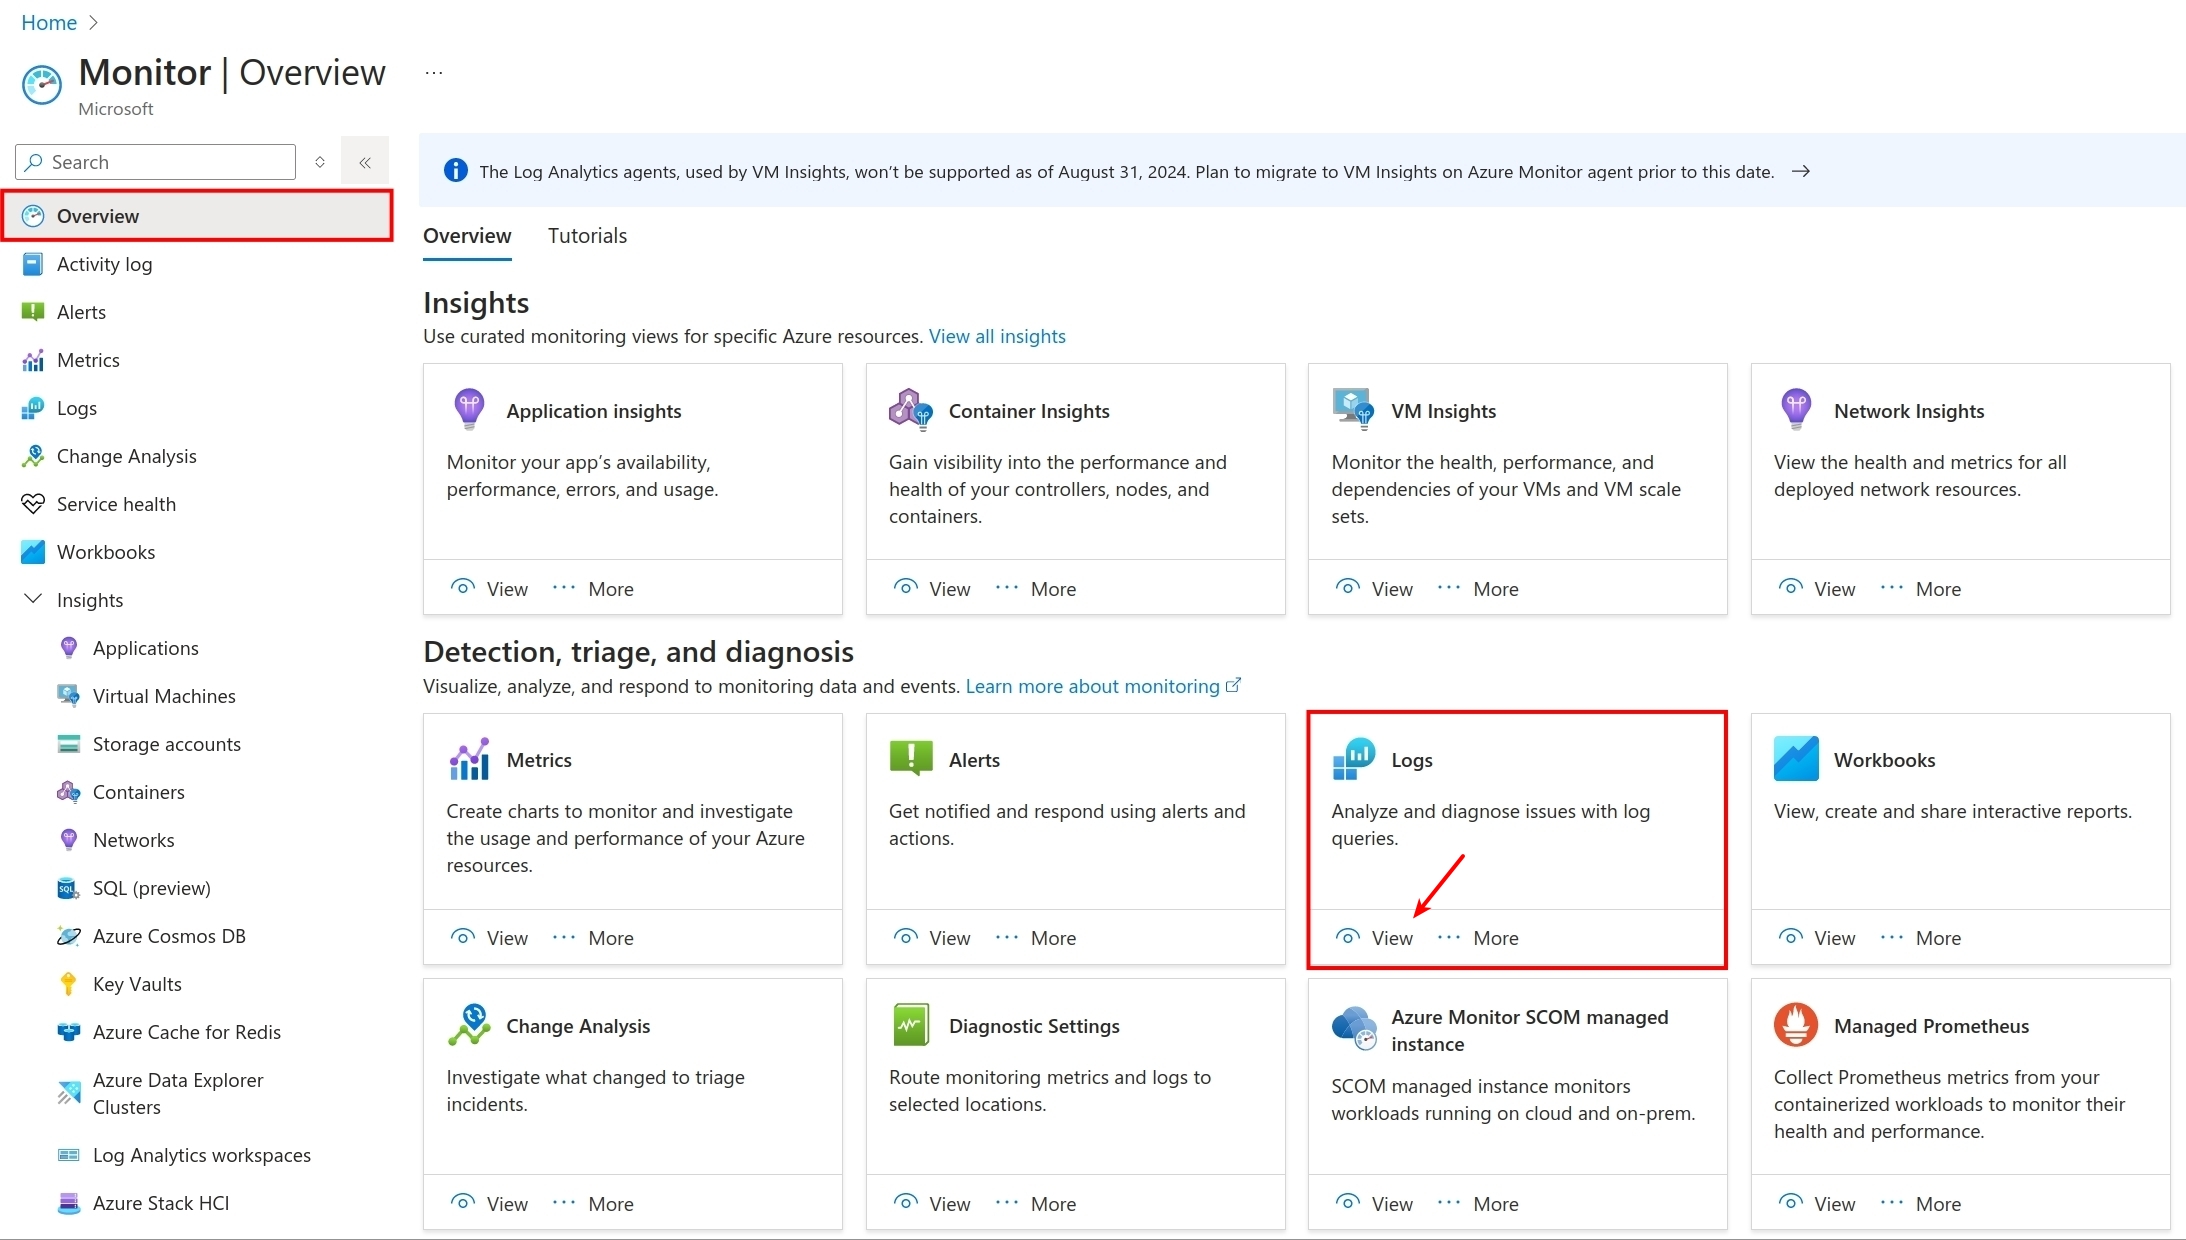 Home
Monitor | Overview
Microsoft
Search
Overview
Activity log
Alerts
Metrics
Logs
Change Analysis
Service health
Workbooks
Insights
Applications
Virtual Machines
Storage accounts
Containers
Networks
SQL (preview)
Azure Cosmos DB
Key Vaults
Azure Cache for Redis
Azure Data Explorer
Clusters
Log Analytics workspaces
Azure Stack HCI
The Log Analytics agents, used by VM Insights, won't be supported as of August 31, 2024. Plan to migrate to VM Insights on Azure Monitor agent prior to this date.
Overview Tutorials
Insights
Use curated monitoring views for specific Azure resources. View all insights
Application insights
Monitor your app's availability,
performance, errors, and usage.
View ... More
Container Insights
Gain visibility into the performance and
health of your controllers, nodes, and
containers.
View ... More
VM Insights
Monitor the health, performance, and
dependencies of your VMs and VM scale
sets.
View ... More
Network Insights
View the health and metrics for all
deployed network resources.
View ... More
Detection, triage, and diagnosis
Visualize, analyze, and respond to monitoring data and events. Learn more about monitoring
Metrics
Create charts to monitor and investigate
the usage and performance of your Azure
resources.
View ... More
Alerts
Get notified and respond using alerts and
actions.
View ... More
Logs
Analyze and diagnose issues with log
queries.
View ... More
Workbooks
View, create and share interactive reports.
View ... More
Change Analysis
Investigate what changed to triage
incidents.
View ... More
Diagnostic Settings
Route monitoring metrics and logs to
selected locations.
View ... More
Azure Monitor SCOM managed
instance
SCOM managed instance monitors
workloads running on cloud and on-prem.
View ... More
Managed Prometheus
Collect Prometheus metrics from your
containerized workloads to monitor their
health and performance.
View ... More